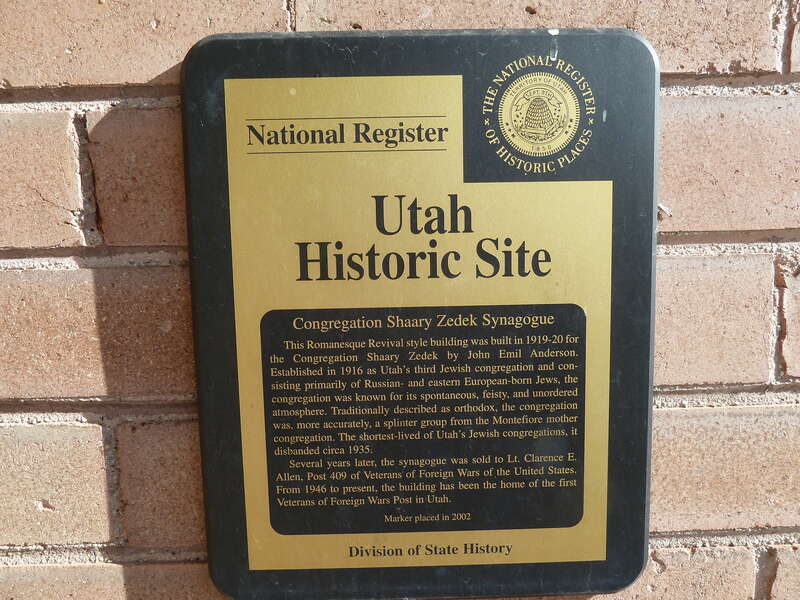 THE NATIONAL REGISTER
OF HISTORIC PLACES
1850
National Register
Utah
Historic Site
Congregation Shaary Zedek Synagogue
This Romanesque Revival style building was built in 1919-20 for
the Congregation Shaary Zedek by John Emil Anderson.
Established in 1916 as Utah's third Jewish congregation and con-
sisting primarily of Russian- and eastern European-born Jews, the
congregation was known for its spontaneous, feisty, and unordered
atmosphere. Traditionally described as orthodox, the congregation
was, more accurately, a splinter group from the Montefiore mother
congregation. The shortest-lived of Utah's Jewish congregations, it
disbanded circa 1935.
Several years later, the synagogue was sold to Lt. Clarence E.
Allen, Post 409 of Veterans of Foreign Wars of the United States.
From 1946 to present, the building has been the home of the first
Veterans of Foreign Wars Post in Utah.
Marker placed in 2002
Division of State History